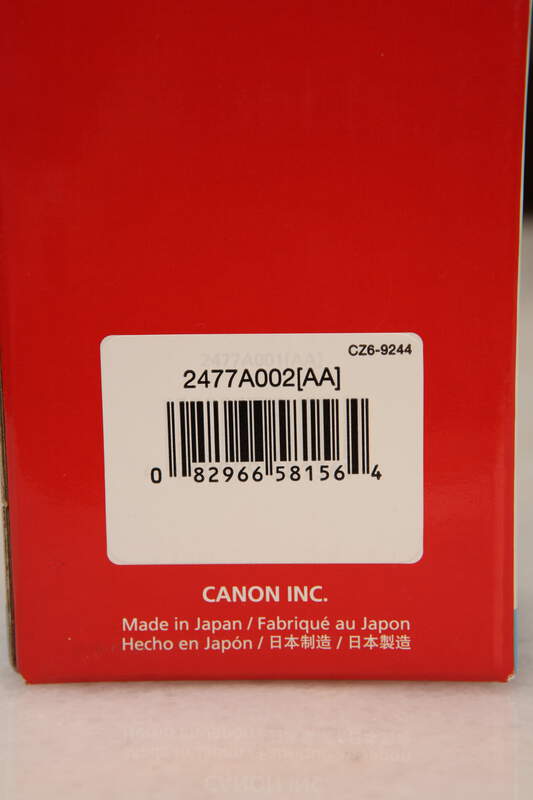 CZ6-9244
2477A002[AA]
0 82966 58156 4
CANON INC.
Made in Japan / Fabriqué au Japon
Hecho en Japón / 日本制造 / 日本製造